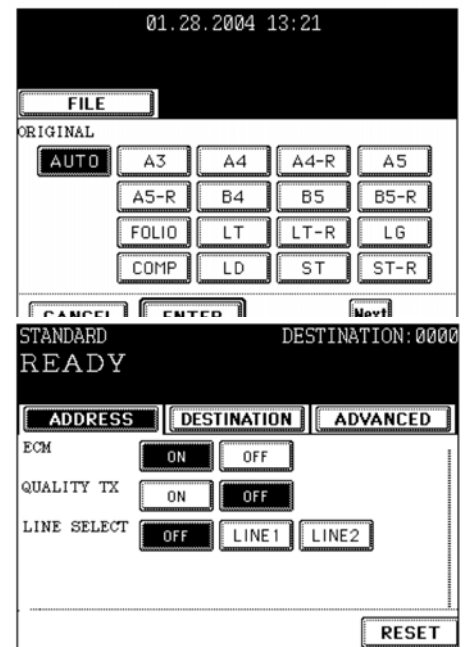 01.28.2004 13:21
FILE
ORIGINAL
AUTO A3 A4 A4-R A5
A5-R B4 B5 B5-R
FOLIO LT LT-R LG
COMP LD ST ST-R
CANCEL ENTER Next
STANDARD DESTINATION:0000
READY
ADDRESS DESTINATION ADVANCED
ECM ON OFF
QUALITY TX ON OFF
LINE SELECT OFF LINE1 LINE2
RESET